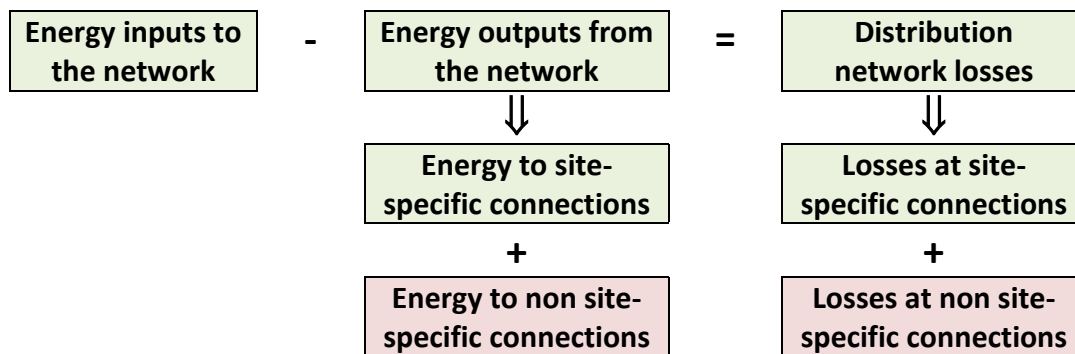 Energy inputs to
the network
-
Energy outputs from
the network
=
Distribution
network losses
⇓
⇓
Energy to site-
specific connections
Losses at site-
specific connections
+
+
Energy to non site-
specific connections
Losses at non site-
specific connections